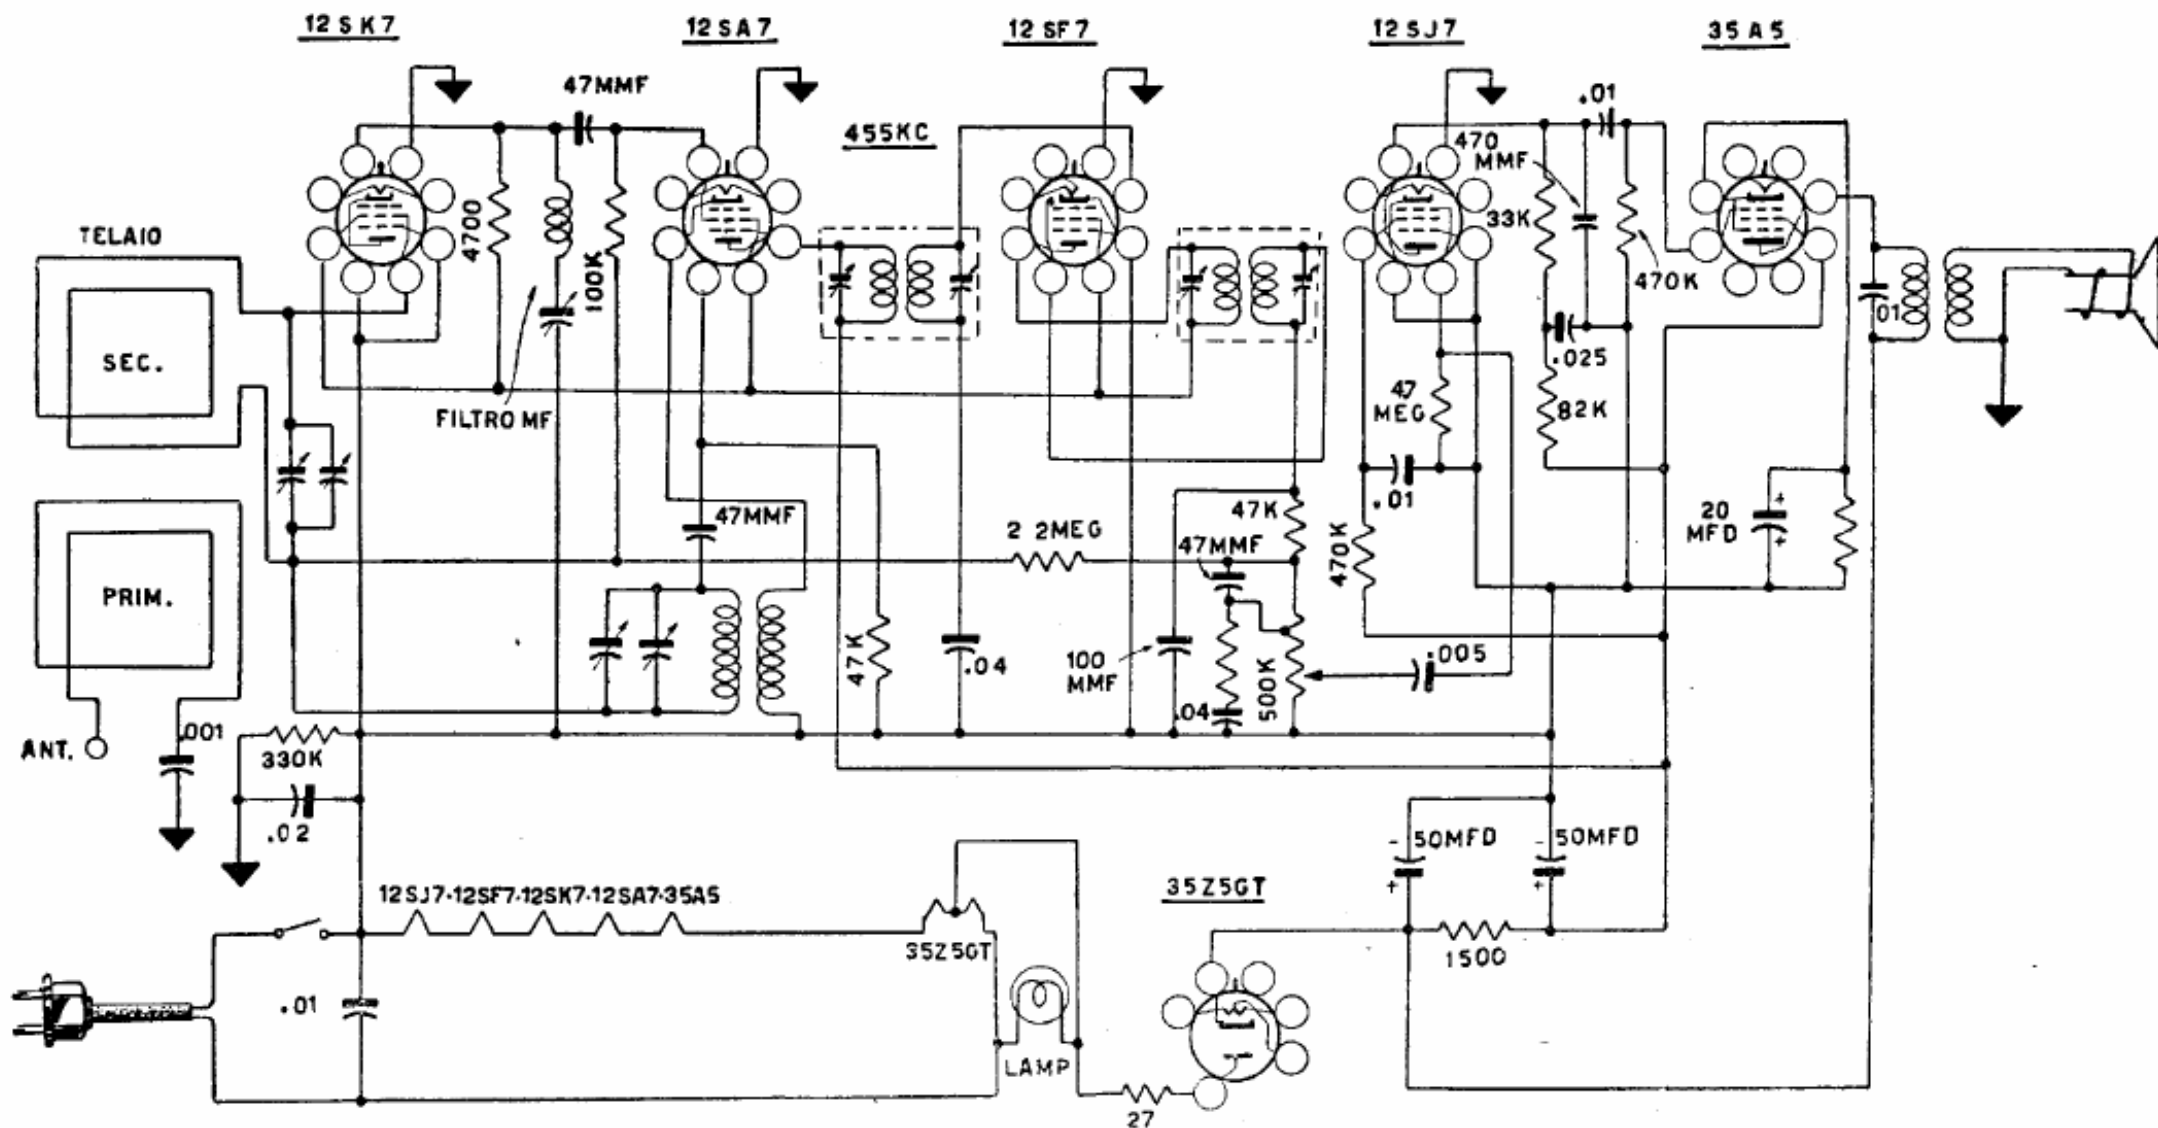 12SK7
12SA7
12SF7
12SJ7
35A5
47MMF
455KC
.01
470
MMF
33K
470K
4700
100K
TELAIO
SEC.
FILTRO MF
.01
.025
47
MEG
82K
.01
47MMF
2 2MEG
47K
47MMF
470K
20
MFD
+
+
PRIM.
47K
.04
100
MMF
.04
500K
.005
ANT.
.001
330K
.02
- 50MFD
+
- 50MFD
+
12SJ7·12SF7·12SK7·12SA7·35A5
35Z5GT
35Z5GT
1500
.01
LAMP
27